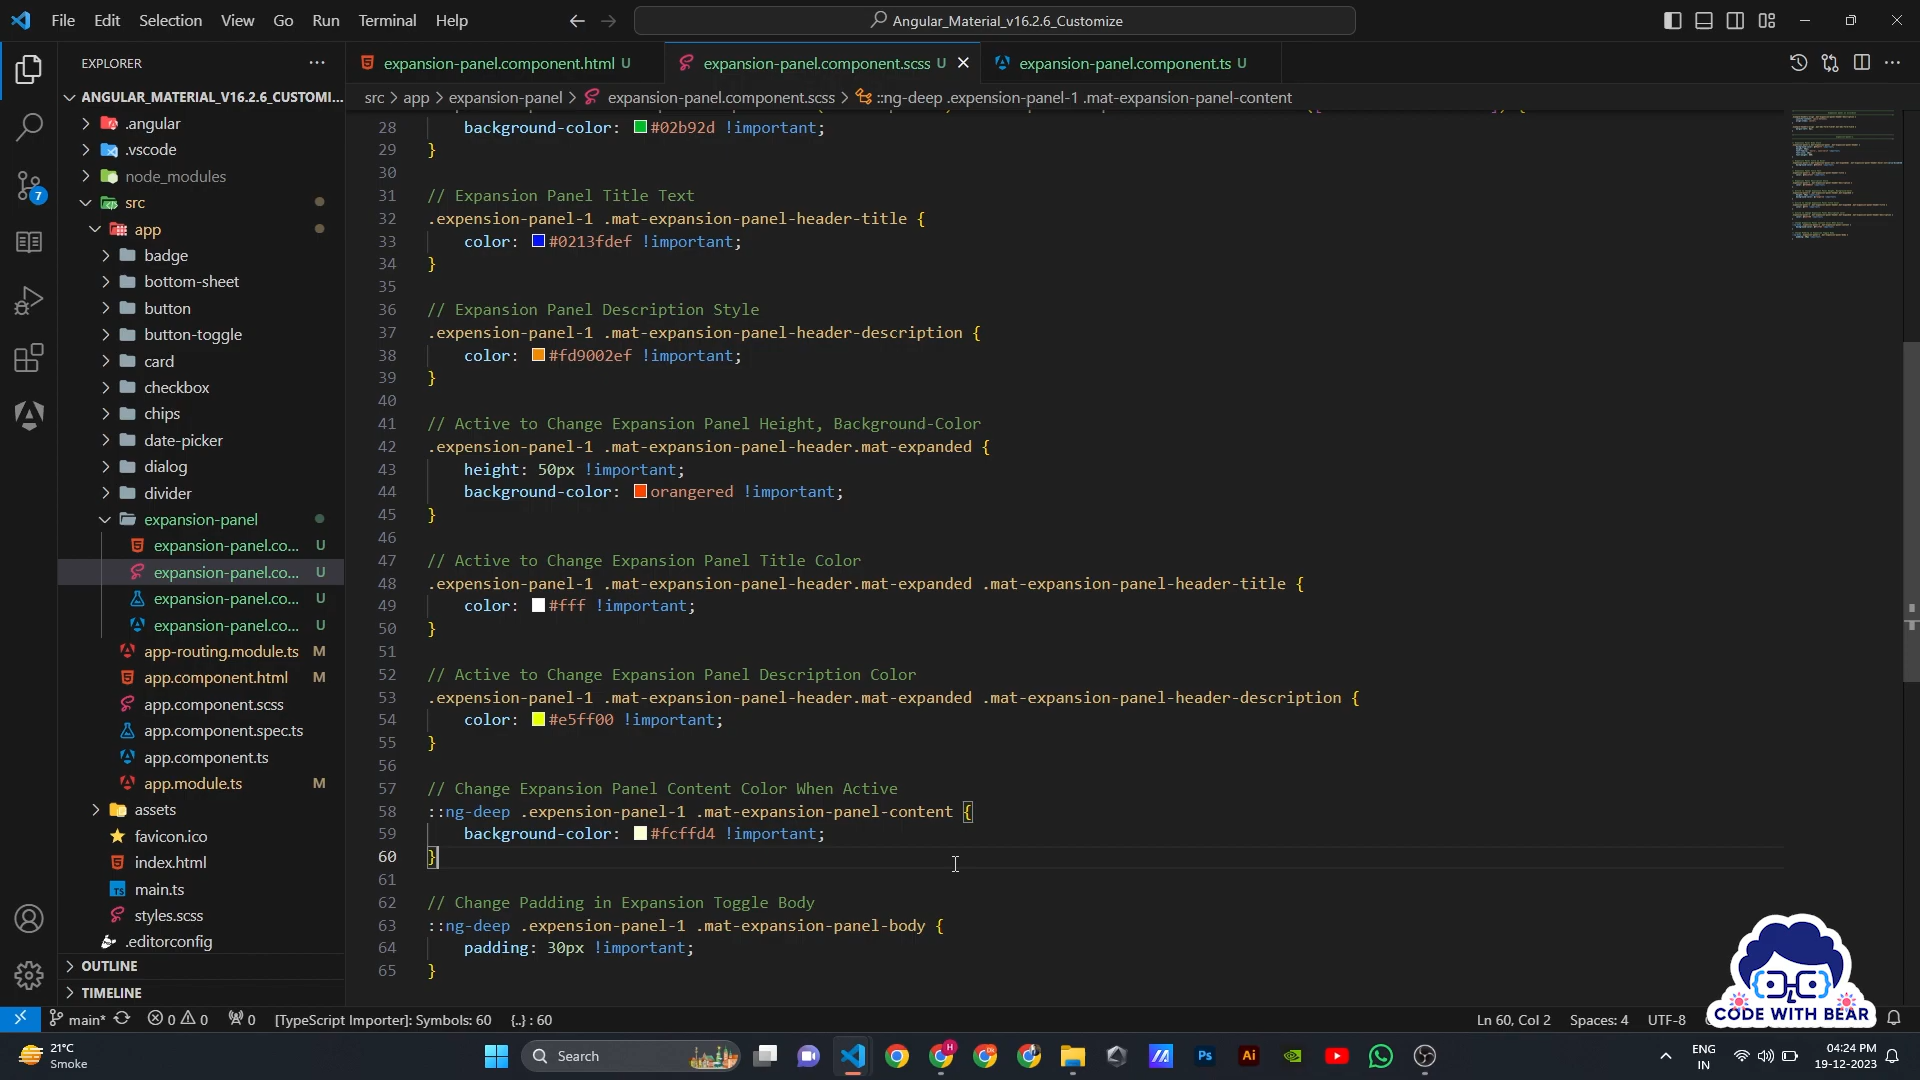 File Edit Selection View Go Run Terminal Help
Angular_Material_v16.2.6_Customize
EXPLORER
expansion-panel.component.html U
expansion-panel.component.scss U
expansion-panel.component.ts U
ANGULAR_MATERIAL_V16.2.6_CUSTOMI...
src > app > expansion-panel > expansion-panel.component.scss > ::ng-deep .expension-panel-1 .mat-expansion-panel-content
.angular
.vscode
node_modules
src
app
badge
bottom-sheet
button
button-toggle
card
checkbox
chips
date-picker
dialog
divider
expansion-panel
expansion-panel.co... U
expansion-panel.co... U
expansion-panel.co... U
expansion-panel.co... U
app-routing.module.ts M
app.component.html M
app.component.scss
app.component.spec.ts
app.component.ts
app.module.ts M
assets
favicon.ico
index.html
main.ts
styles.scss
.editorconfig
OUTLINE
TIMELINE
7
28 background-color: #02b92d !important;
29 }
30
31 // Expansion Panel Title Text
32 .expension-panel-1 .mat-expansion-panel-header-title {
33 color: #0213fdef !important;
34 }
35
36 // Expansion Panel Description Style
37 .expension-panel-1 .mat-expansion-panel-header-description {
38 color: #fd9002ef !important;
39 }
40
41 // Active to Change Expansion Panel Height, Background-Color
42 .expension-panel-1 .mat-expansion-panel-header.mat-expanded {
43 height: 50px !important;
44 background-color: orangered !important;
45 }
46
47 // Active to Change Expansion Panel Title Color
48 .expension-panel-1 .mat-expansion-panel-header.mat-expanded .mat-expansion-panel-header-title {
49 color: #fff !important;
50 }
51
52 // Active to Change Expansion Panel Description Color
53 .expension-panel-1 .mat-expansion-panel-header.mat-expanded .mat-expansion-panel-header-description {
54 color: #e5ff00 !important;
55 }
56
57 // Change Expansion Panel Content Color When Active
58 ::ng-deep .expension-panel-1 .mat-expansion-panel-content {
59 background-color: #fcffd4 !important;
60 }
61
62 // Change Padding in Expansion Toggle Body
63 ::ng-deep .expension-panel-1 .mat-expansion-panel-body {
64 padding: 30px !important;
65 }
CODE WITH BEAR
main* 0 0 0 [TypeScript Importer]: Symbols: 60 {..} : 60 Ln 60, Col 2 Spaces: 4 UTF-8
21°C
Smoke
Search
H
Ps
Ai
ENG
IN
04:24 PM
19-12-2023